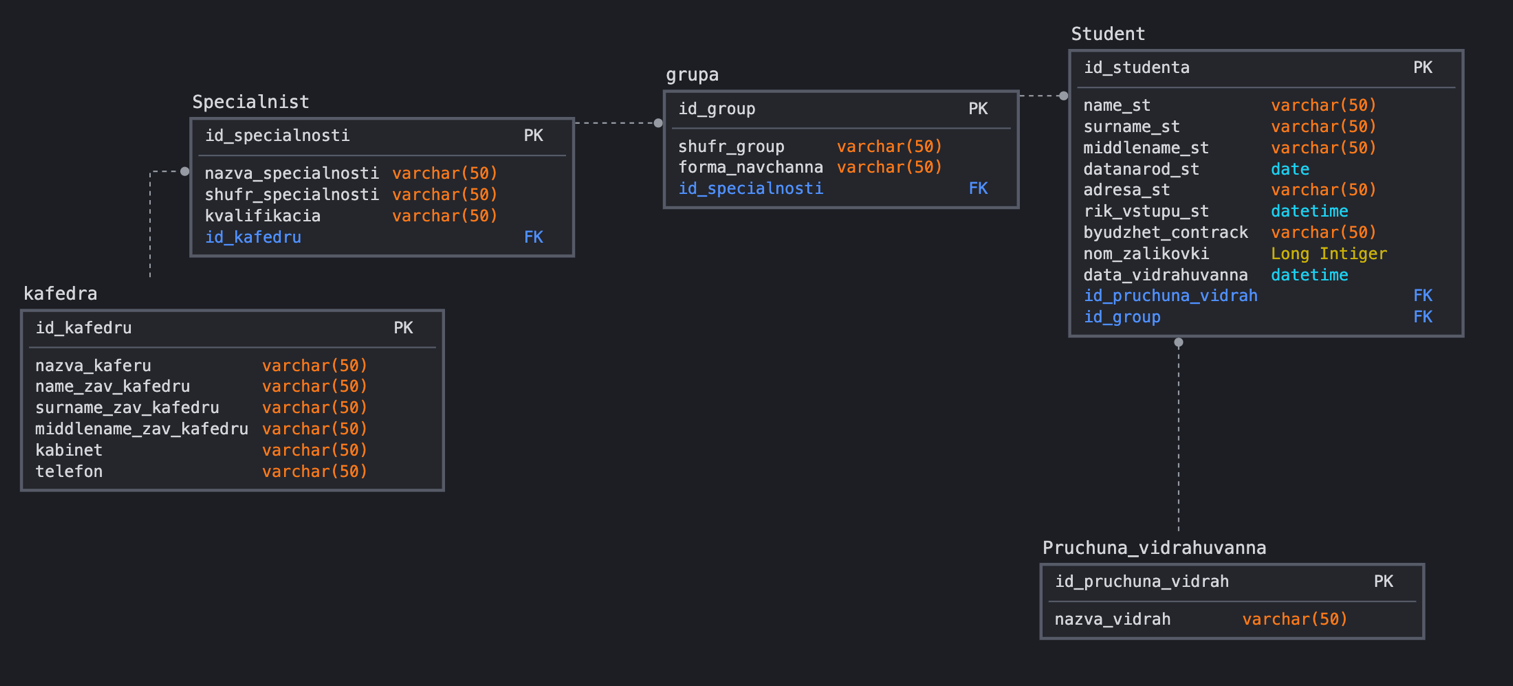 Student
id_studenta PK
name_st varchar(50)
surname_st varchar(50)
middlename_st varchar(50)
datanarod_st date
adresa_st varchar(50)
rik_vstupu_st datetime
byudzhet_contrack varchar(50)
nom_zalikovki Long Intiger
data_vidrahuvanna datetime
id_pruchuna_vidrah FK
id_group FK
grupa
id_group PK
shufr_group varchar(50)
forma_navchanna varchar(50)
id_specialnosti FK
Specialnist
id_specialnosti PK
nazva_specialnosti varchar(50)
shufr_specialnosti varchar(50)
kvalifikacia varchar(50)
id_kafedru FK
kafedra
id_kafedru PK
nazva_kaferu varchar(50)
name_zav_kafedru varchar(50)
surname_zav_kafedru varchar(50)
middlename_zav_kafedru varchar(50)
kabinet varchar(50)
telefon varchar(50)
Pruchuna_vidrahuvanna
id_pruchuna_vidrah PK
nazva_vidrah varchar(50)